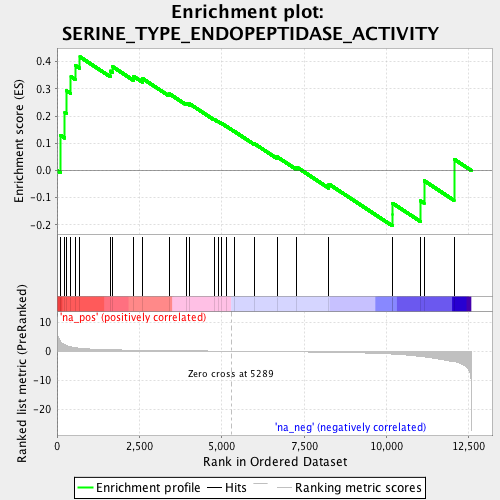 Enrichment plot:
SERINE_TYPE_ENDOPEPTIDASE_ACTIVITY
Enrichment score (ES)
0.4
0.3
0.2
0.1
0.0
-0.1
-0.2
'na_pos' (positively correlated)
Ranked list metric (PreRanked)
10
5
0
-5
-10
-20
Zero cross at 5289
'na_neg' (negatively correlated)
0
2,500
5,000
7,500
10,000
12,500
Rank in Ordered Dataset
Enrichment profile
Hits
Ranking metric scores